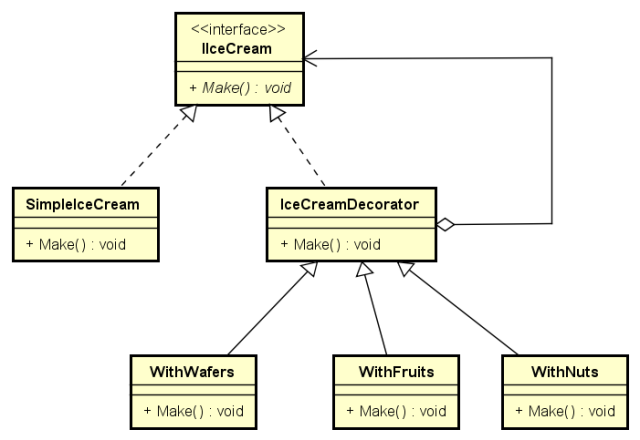 <<interface>>
IIceCream
+ Make() : void
SimpleIceCream
+ Make() : void
IceCreamDecorator
+ Make() : void
WithWafers
+ Make() : void
WithFruits
+ Make() : void
WithNuts
+ Make() : void